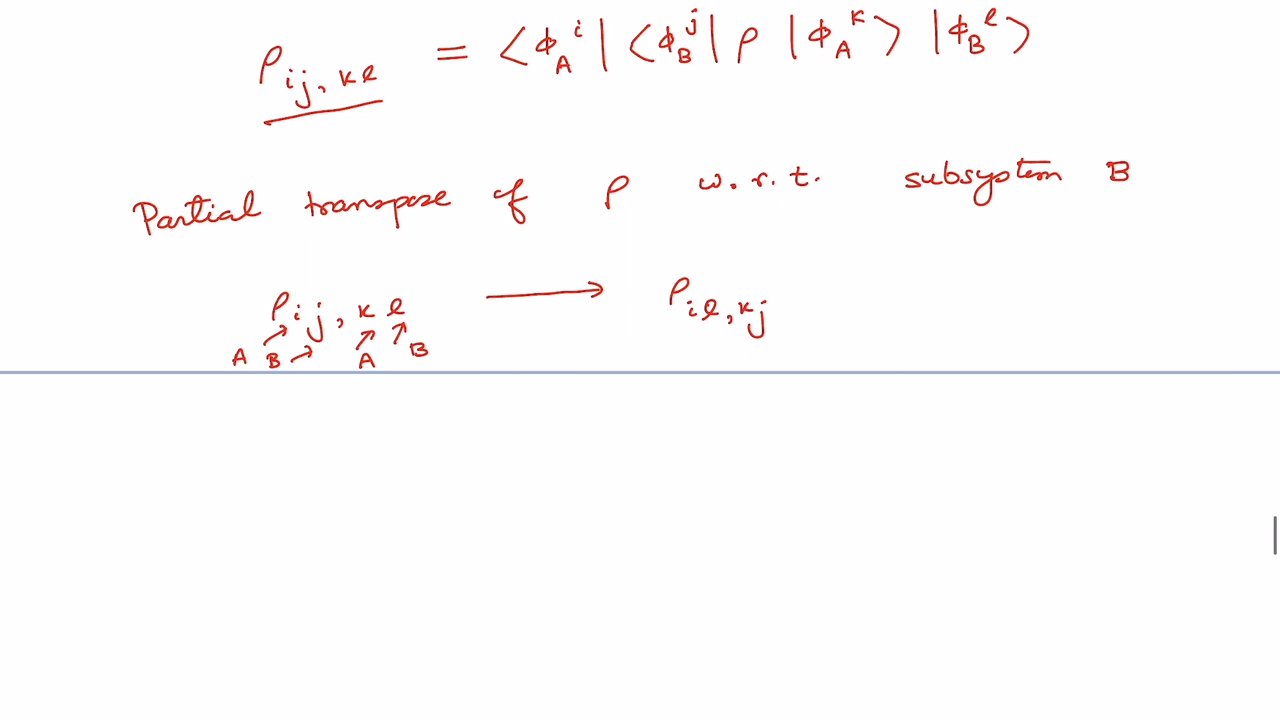 ρ_{ij,kl} = ⟨ϕ_A^i| ⟨ϕ_B^j| ρ |ϕ_A^k⟩ |ϕ_B^l⟩
Partial transpose of ρ w.r.t. subsystem B
ρ_{ij,kl} ⟶ ρ_{il,kj}
A B A B